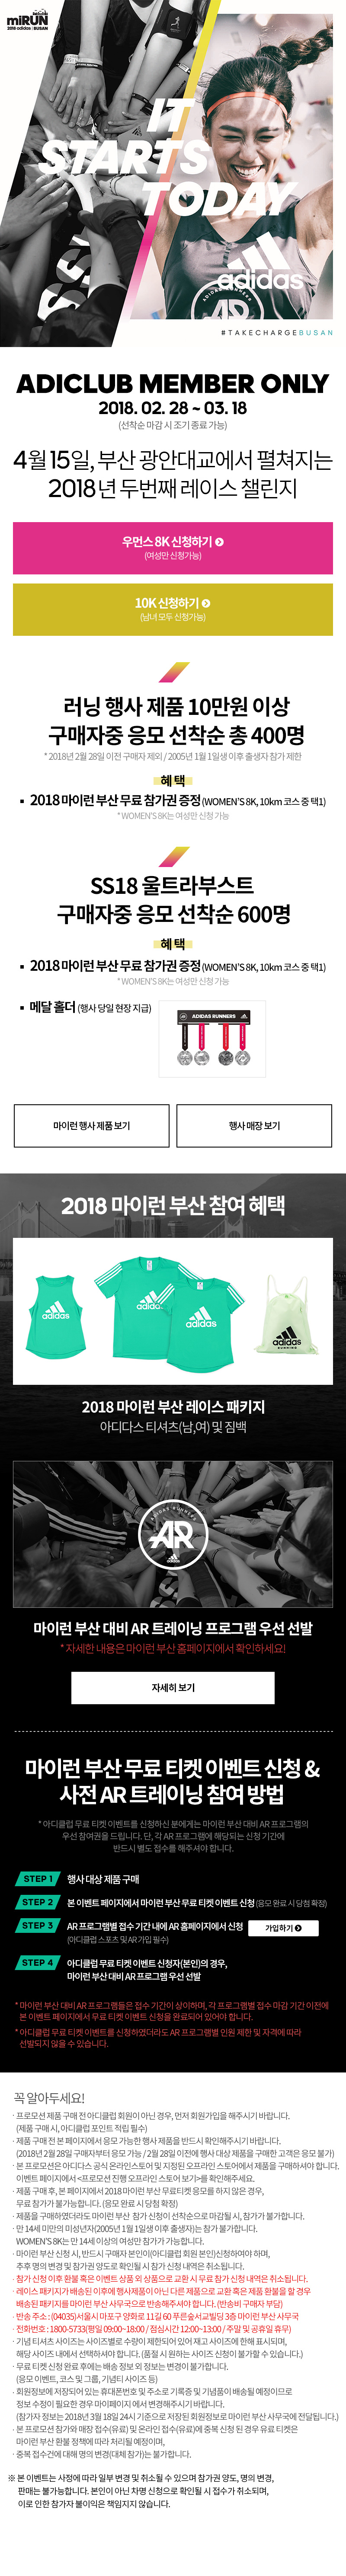 miRUN
2018 adidas | BUSAN
IT
STARTS
TODAY
adidas
AR
#TAKECHARGEBUSAN
ADICLUB MEMBER ONLY
2018. 02. 28 ~ 03. 18
(선착순 마감 시 조기 종료 가능)
4월 15일, 부산 광안대교에서 펼쳐지는
2018년 두번째 레이스 챌린지
우먼스 8K 신청하기
(여성만 신청가능)
10K 신청하기
(남녀 모두 신청가능)
러닝 행사 제품 10만원 이상
구매자중 응모 선착순 총 400명
* 2018년 2월 28일 이전 구매자 제외 / 2005년 1월 1일생 이후 출생자 참가 제한
혜택
▪ 2018 마이런 부산 무료 참가권 증정 (WOMEN'S 8K, 10km 코스 중 택1)
* WOMEN'S 8K는 여성만 신청 가능
SS18 울트라부스트
구매자중 응모 선착순 600명
혜택
▪ 2018 마이런 부산 무료 참가권 증정 (WOMEN'S 8K, 10km 코스 중 택1)
* WOMEN'S 8K는 여성만 신청 가능
▪ 메달 홀더 (행사 당일 현장 지급)
ADIDAS RUNNERS
마이런 행사 제품 보기
행사 매장 보기
2018 마이런 부산 참여 혜택
adidas
adidas
adidas
adidas
RUNNING
2018 마이런 부산 레이스 패키지
아디다스 티셔츠(남,여) 및 짐백
ADIDAS RUNNERS
AR
adidas
마이런 부산 대비 AR 트레이닝 프로그램 우선 선발
* 자세한 내용은 마이런 부산 홈페이지에서 확인하세요!
자세히 보기
마이런 부산 무료 티켓 이벤트 신청 &
사전 AR 트레이닝 참여 방법
* 아디클럽 무료 티켓 이벤트를 신청하신 분에게는 마이런 부산 대비 AR 프로그램의
우선 참여권을 드립니다. 단, 각 AR 프로그램에 해당되는 신청 기간에
반드시 별도 접수를 해주셔야 합니다.
STEP 1 행사 대상 제품 구매
STEP 2 본 이벤트 페이지에서 마이런 부산 무료 티켓 이벤트 신청 (응모 완료 시 당첨 확정)
STEP 3 AR 프로그램별 접수 기간 내에 AR 홈페이지에서 신청 가입하기
(아디클럽 스포츠 및 AR 가입 필수)
STEP 4 아디클럽 무료 티켓 이벤트 신청자(본인)의 경우,
마이런 부산 대비 AR 프로그램 우선 선발
* 마이런 부산 대비 AR 프로그램들은 접수 기간이 상이하며, 각 프로그램별 접수 마감 기간 이전에
본 이벤트 페이지에서 무료 티켓 이벤트 신청을 완료되어 있어야 합니다.
* 아디클럽 무료 티켓 이벤트를 신청하였더라도 AR 프로그램별 인원 제한 및 자격에 따라
선발되지 않을 수 있습니다.
꼭 알아두세요!
· 프로모션 제품 구매 전 아디클럽 회원이 아닌 경우, 먼저 회원가입을 해주시기 바랍니다.
(제품 구매 시, 아디클럽 포인트 적립 필수)
· 제품 구매 전 본 페이지에서 응모 가능한 행사 제품을 반드시 확인해주시기 바랍니다.
(2018년 2월 28일 구매자부터 응모 가능 / 2월 28일 이전에 행사 대상 제품을 구매한 고객은 응모 불가)
· 본 프로모션은 아디다스 공식 온라인스토어 및 지정된 오프라인 스토어에서 제품을 구매하셔야 합니다.
이벤트 페이지에서 <프로모션 진행 오프라인 스토어 보기>를 확인해주세요.
· 제품 구매 후, 본 페이지에서 2018 마이런 부산 무료티켓 응모를 하지 않은 경우,
무료 참가가 불가능합니다. (응모 완료 시 당첨 확정)
· 제품을 구매하였더라도 마이런 부산 참가 신청이 선착순으로 마감될 시, 참가가 불가합니다.
· 만 14세 미만의 미성년자(2005년 1월 1일생 이후 출생자)는 참가 불가합니다.
WOMEN'S 8K는 만 14세 이상의 여성만 참가가 가능합니다.
· 마이런 부산 신청 시, 반드시 구매자 본인이(아디클럽 회원 본인)신청하여야 하며,
추후 명의 변경 및 참가권 양도로 확인될 시 참가 신청 내역은 취소됩니다.
· 참가 신청 이후 환불 혹은 이벤트 상품 외 상품으로 교환 시 무료 참가 신청 내역은 취소됩니다.
· 레이스 패키지가 배송된 이후에 행사제품이 아닌 다른 제품으로 교환 혹은 제품 환불을 할 경우
배송된 패키지를 마이런 부산 사무국으로 반송해주셔야 합니다. (반송비 구매자 부담)
· 반송 주소 : (04035)서울시 마포구 양화로 11길 60 푸른숲서교빌딩 3층 마이런 부산 사무국
· 전화번호 : 1800-5733(평일 09:00~18:00 / 점심시간 12:00~13:00 / 주말 및 공휴일 휴무)
· 기념 티셔츠 사이즈는 사이즈별로 수량이 제한되어 있어 재고 사이즈에 한해 표시되며,
해당 사이즈 내에서 선택하셔야 합니다. (품절 시 원하는 사이즈 신청이 불가할 수 있습니다.)
· 무료 티켓 신청 완료 후에는 배송 정보 외 정보는 변경이 불가합니다.
(응모 이벤트, 코스 및 그룹, 기념티 사이즈 등)
· 회원정보에 저장되어 있는 휴대폰번호 및 주소로 기록증 및 기념품이 배송될 예정이므로
정보 수정이 필요한 경우 마이페이지 에서 변경해주시기 바랍니다.
(참가자 정보는 2018년 3월 18일 24시 기준으로 저장된 회원정보로 마이런 부산 사무국에 전달됩니다.)
· 본 프로모션 참가와 매장 접수(유료) 및 온라인 접수(유료)에 중복 신청 된 경우 유료 티켓은
마이런 부산 환불 정책에 따라 처리될 예정이며,
· 중복 접수건에 대해 명의 변경(대체 참가)는 불가합니다.
※ 본 이벤트는 사정에 따라 일부 변경 및 취소될 수 있으며 참가권 양도, 명의 변경,
판매는 불가능합니다. 본인이 아닌 차명 신청으로 확인될 시 접수가 취소되며,
이로 인한 참가자 불이익은 책임지지 않습니다.